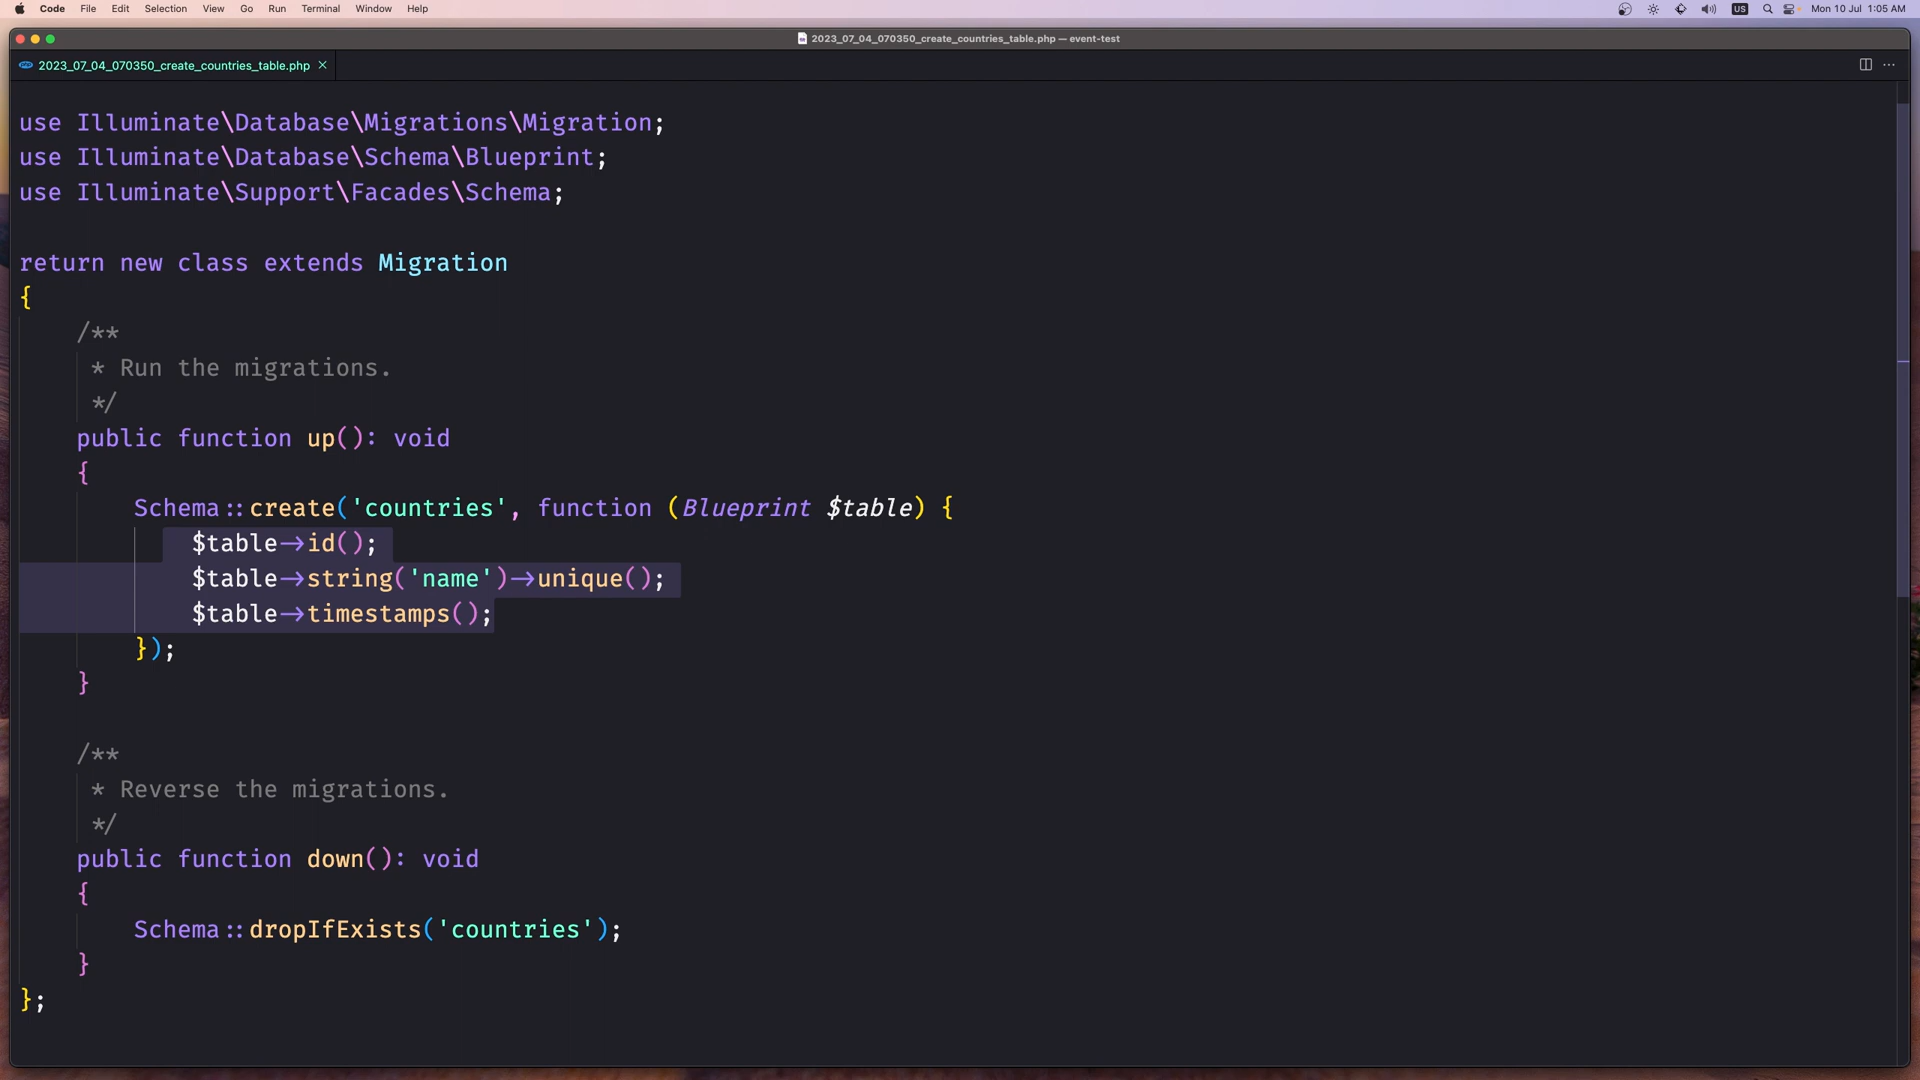 Code File Edit Selection View Go Run Terminal Window Help US Mon 10 Jul 1:05 AM
2023_07_04_070350_create_countries_table.php — event-test
php 2023_07_04_070350_create_countries_table.php
use Illuminate\Database\Migrations\Migration;
use Illuminate\Database\Schema\Blueprint;
use Illuminate\Support\Facades\Schema;
return new class extends Migration
{
/**
* Run the migrations.
*/
public function up(): void
{
Schema::create('countries', function (Blueprint $table) {
$table->id();
$table->string('name')->unique();
$table->timestamps();
});
}
/**
* Reverse the migrations.
*/
public function down(): void
{
Schema::dropIfExists('countries');
}
};